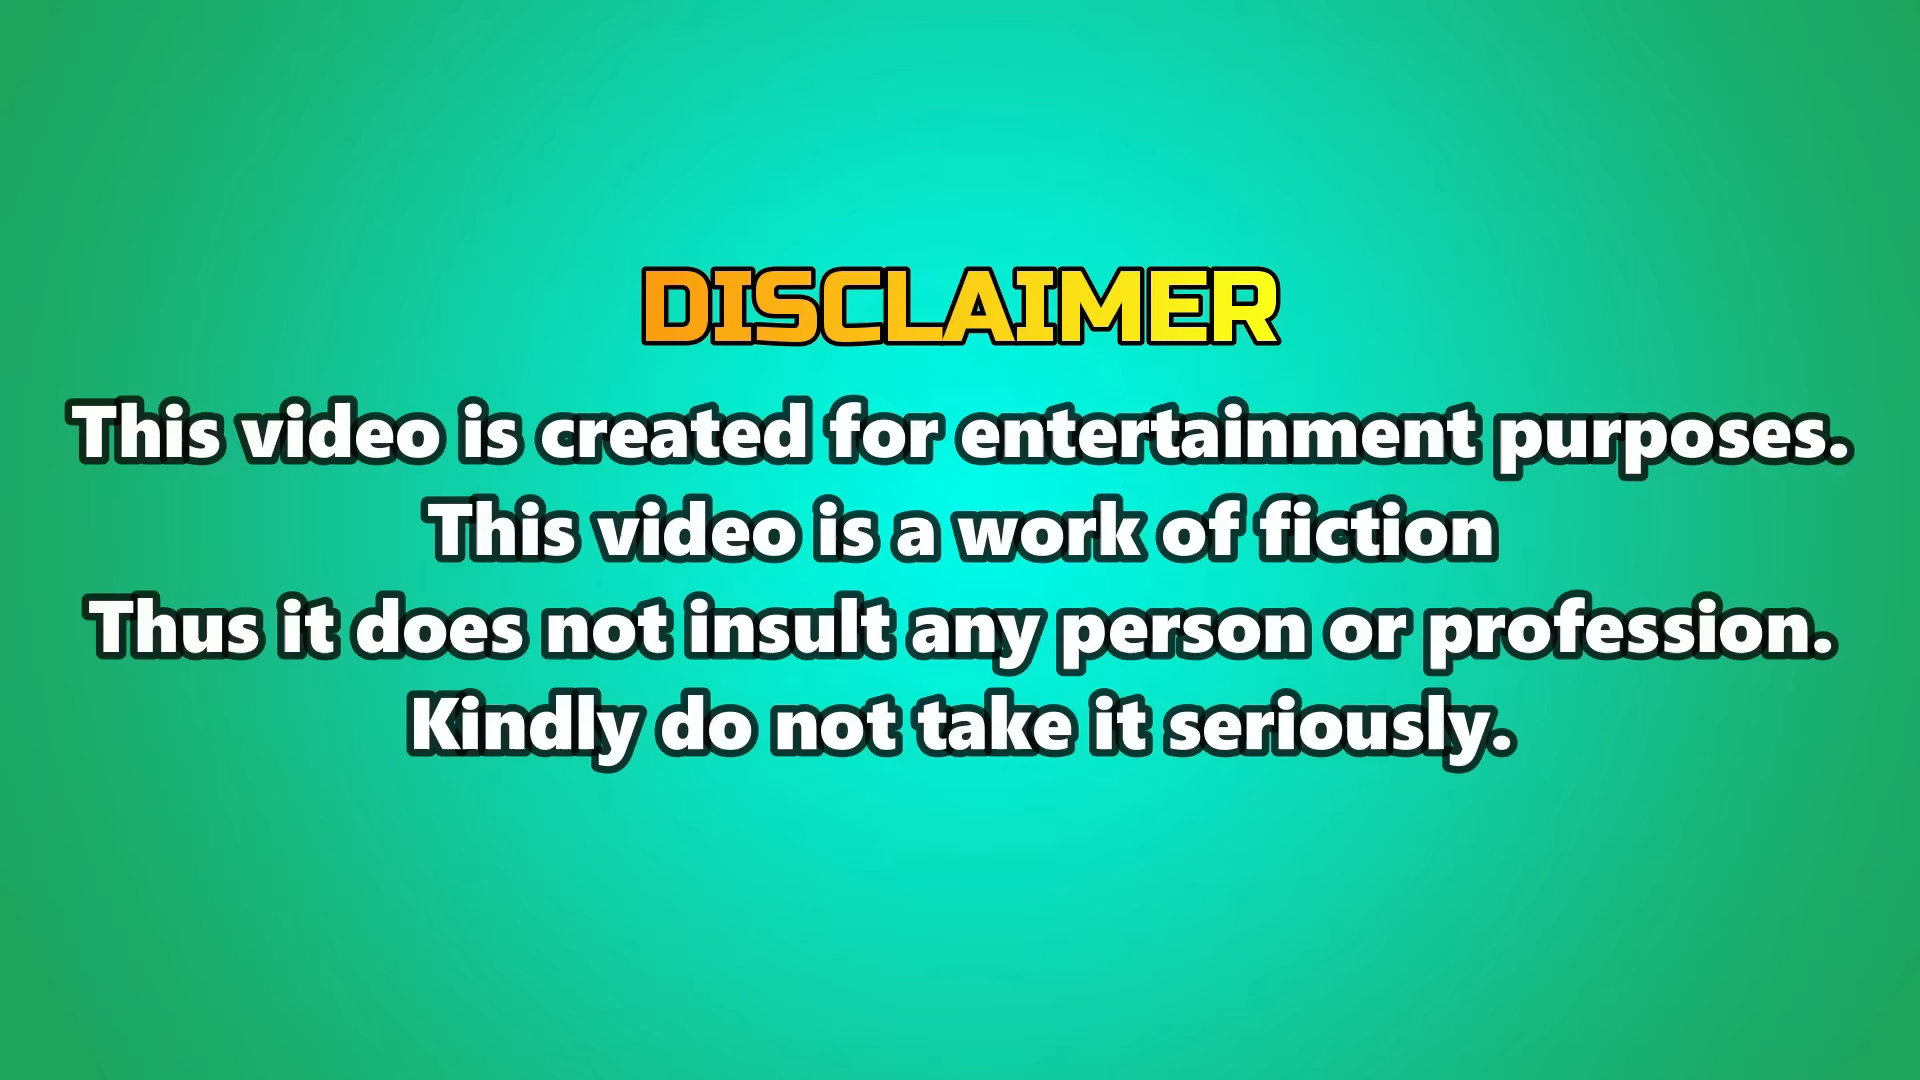 DISCLAIMER
This video is created for entertainment purposes.
This video is a work of fiction
Thus it does not insult any person or profession.
Kindly do not take it seriously.